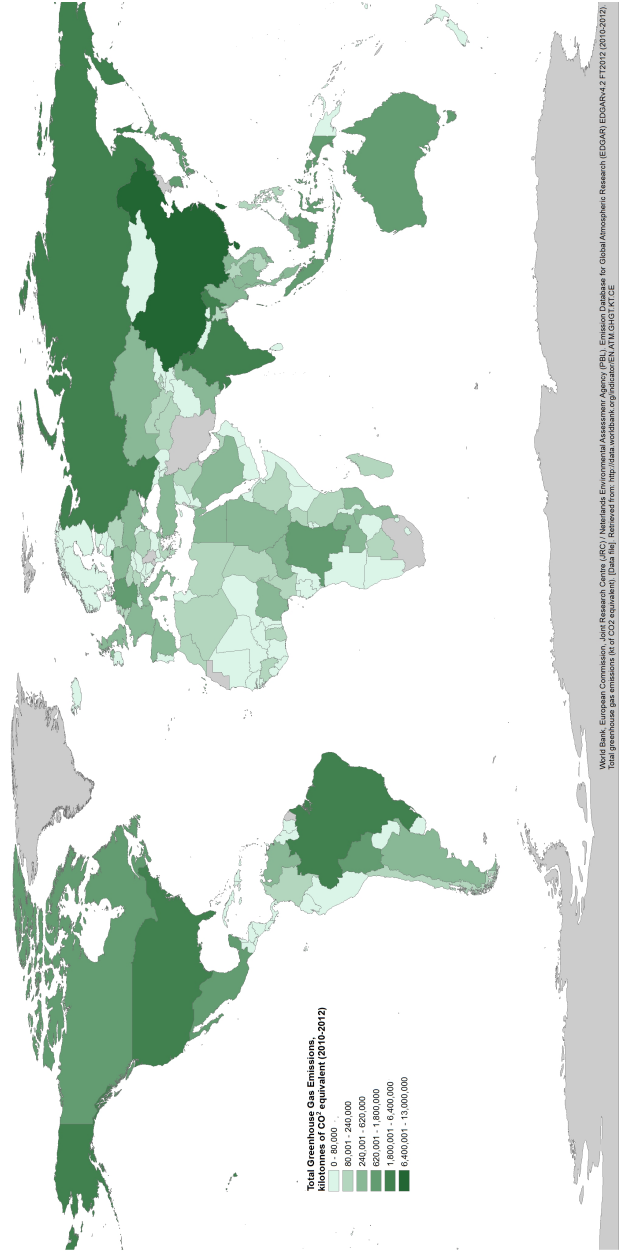 Total Greenhouse Gas Emissions,
kilotonnes of CO² equivalent (2010-2012)
0 - 80,000
80,001 - 240,000
240,001 - 620,000
620,001 - 1,800,000
1,800,001 - 6,400,000
6,400,001 - 13,000,000
World Bank, European Commission, Joint Research Centre (JRC) / Neterlands Environmental Assessment Agency (PBL). Emission Database for Global Atmospheric Research (EDGAR) EDGARv4.2 FT2012 (2010-2012).
Total greenhouse gas emissions (kt of CO2 equivalent). [Data file]. Retrieved from: http://data.worldbank.org/indicator/EN.ATM.GHGT.KT.CE